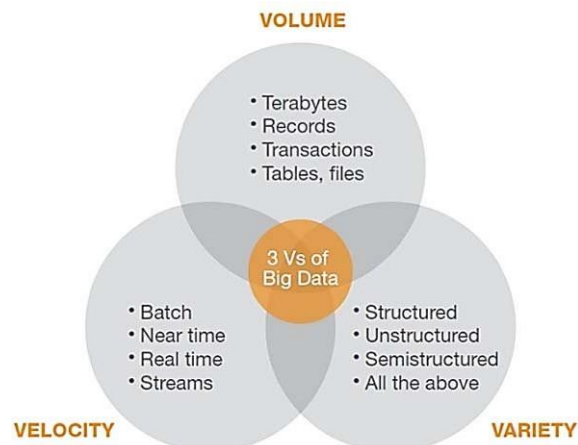 VOLUME
• Terabytes
• Records
• Transactions
• Tables, files
3 Vs of
Big Data
• Batch
• Near time
• Real time
• Streams
• Structured
• Unstructured
• Semistructured
• All the above
VELOCITY
VARIETY